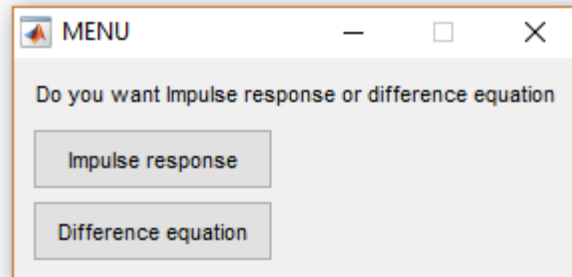 MENU
Do you want Impulse response or difference equation
Impulse response
Difference equation